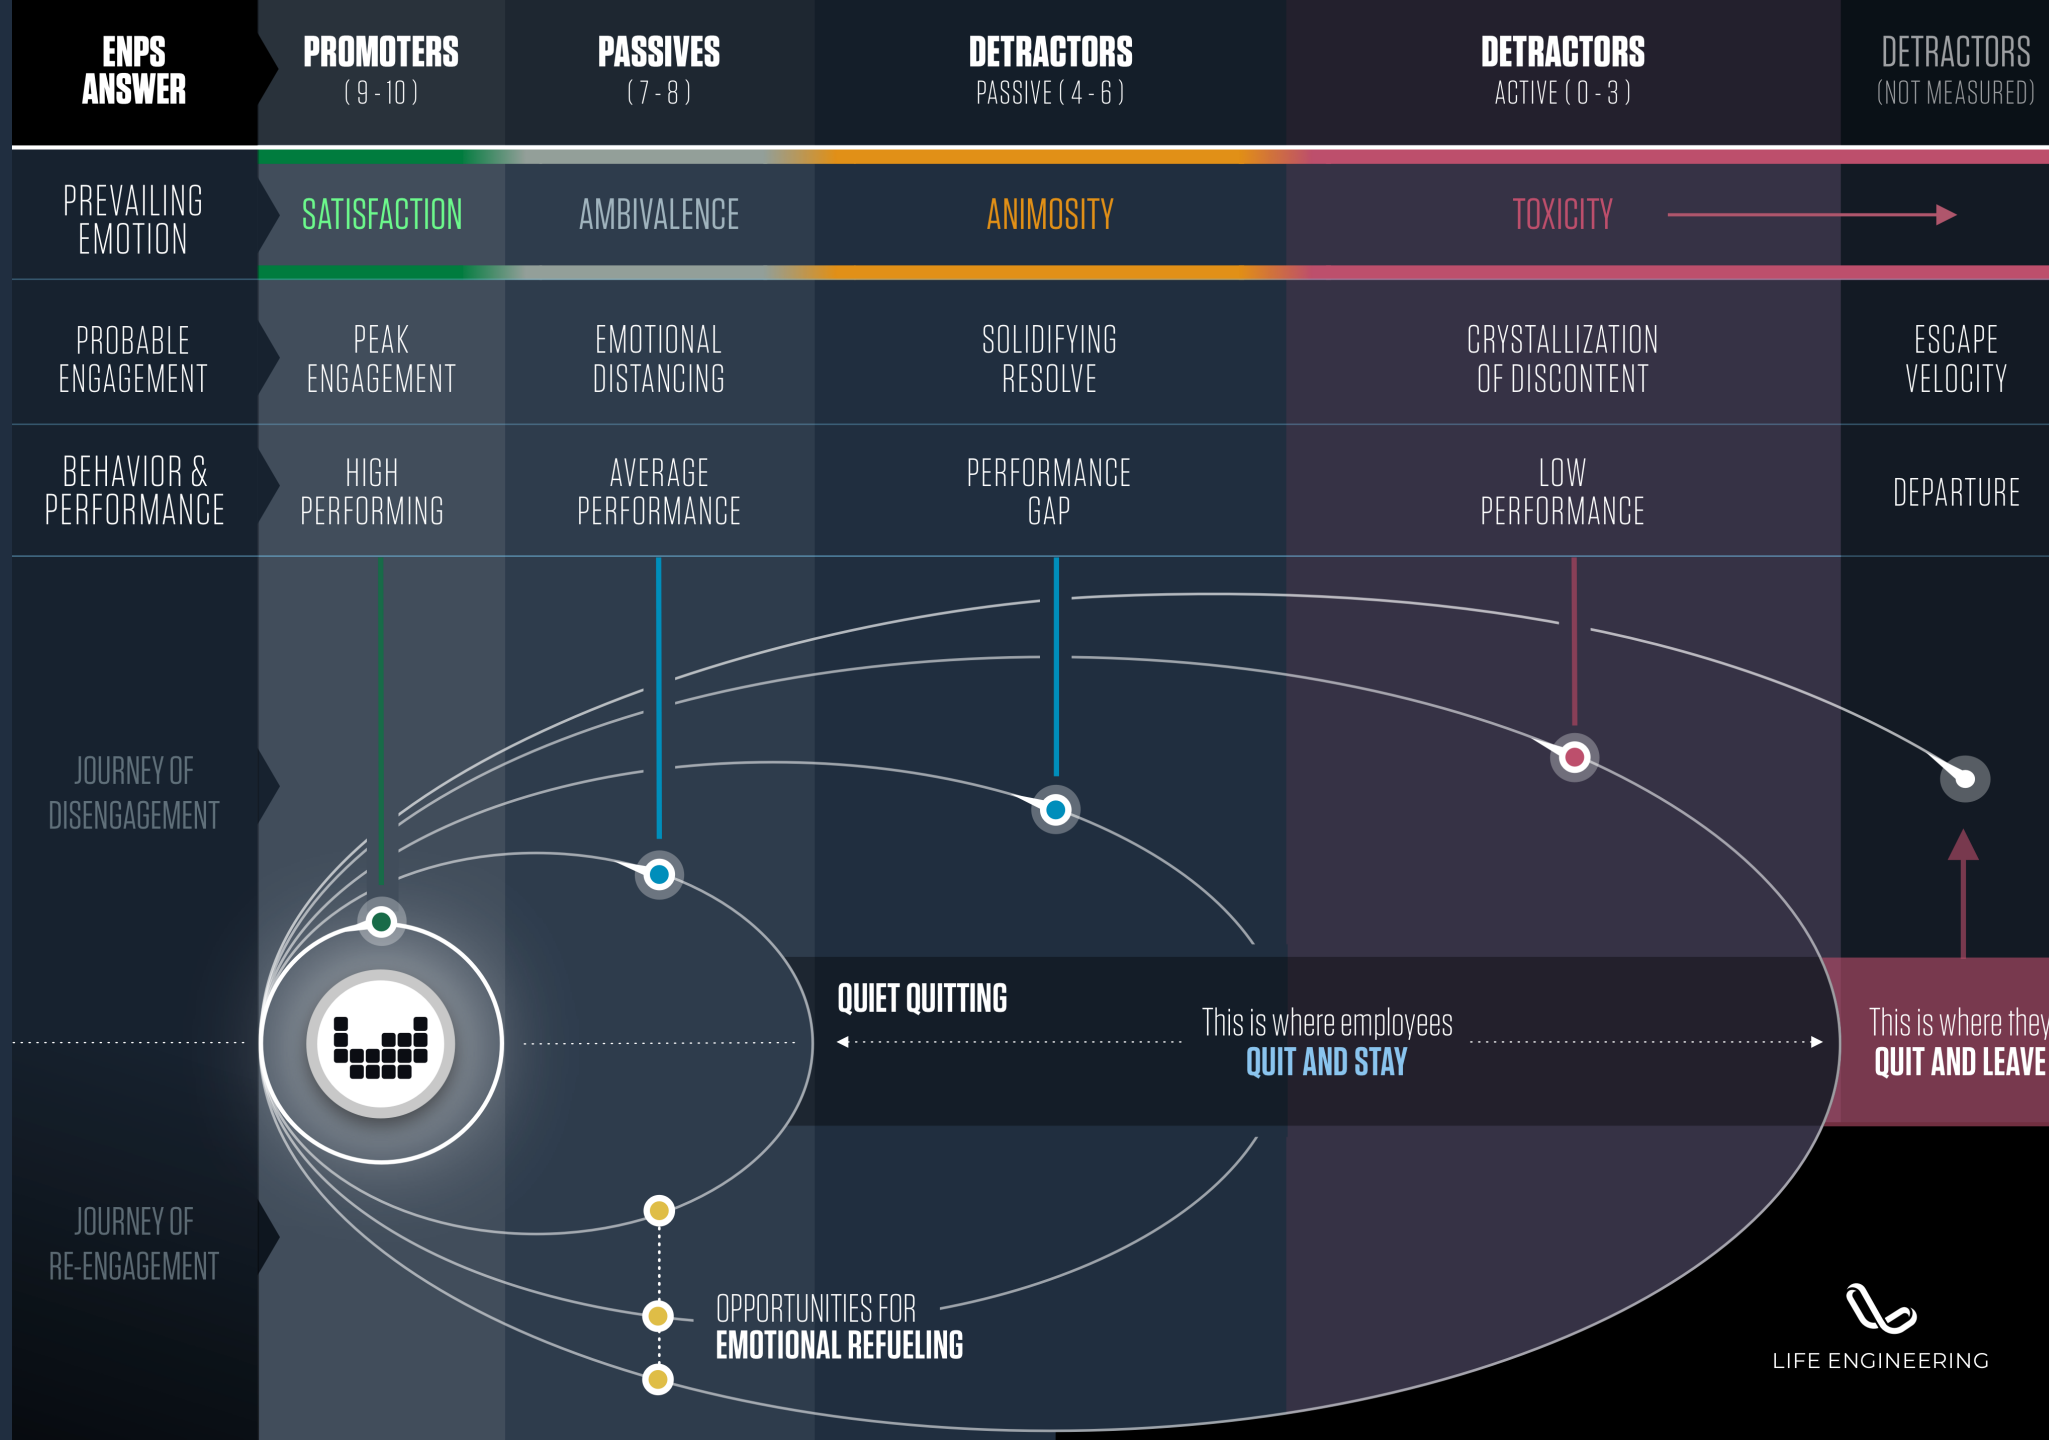 ENPS
ANSWER
PROMOTERS
(9-10)
PASSIVES
(7-8)
DETRACTORS
PASSIVE (4-6)
DETRACTORS
ACTIVE (0-3)
DETRACTORS
(NOT MEASURED)
PREVAILING
EMOTION
SATISFACTION
AMBIVALENCE
ANIMOSITY
TOXICITY
PROBABLE
ENGAGEMENT
PEAK
ENGAGEMENT
EMOTIONAL
DISTANCING
SOLIDIFYING
RESOLVE
CRYSTALLIZATION
OF DISCONTENT
ESCAPE
VELOCITY
BEHAVIOR &
PERFORMANCE
HIGH
PERFORMING
AVERAGE
PERFORMANCE
PERFORMANCE
GAP
LOW
PERFORMANCE
DEPARTURE
JOURNEY OF
DISENGAGEMENT
QUIET QUITTING
This is where employees
QUIT AND STAY
This is where they
QUIT AND LEAVE
JOURNEY OF
RE-ENGAGEMENT
OPPORTUNITIES FOR
EMOTIONAL REFUELING
LIFE ENGINEERING